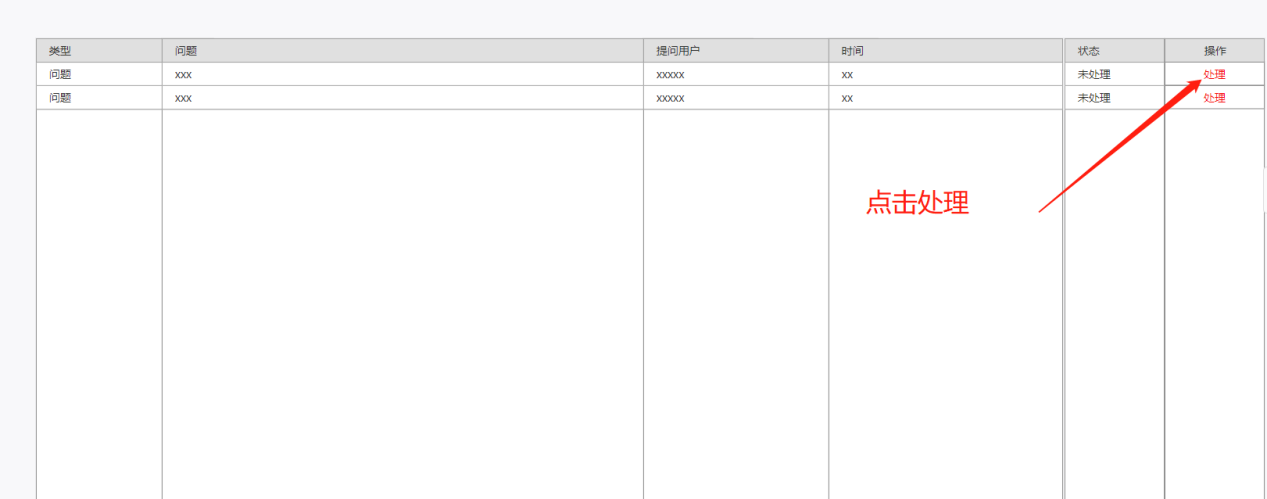 类型 问题 提问用户 时间 状态 操作
问题 xxx xxxxx xx 未处理 处理
问题 xxx xxxxx xx 未处理 处理
点击处理